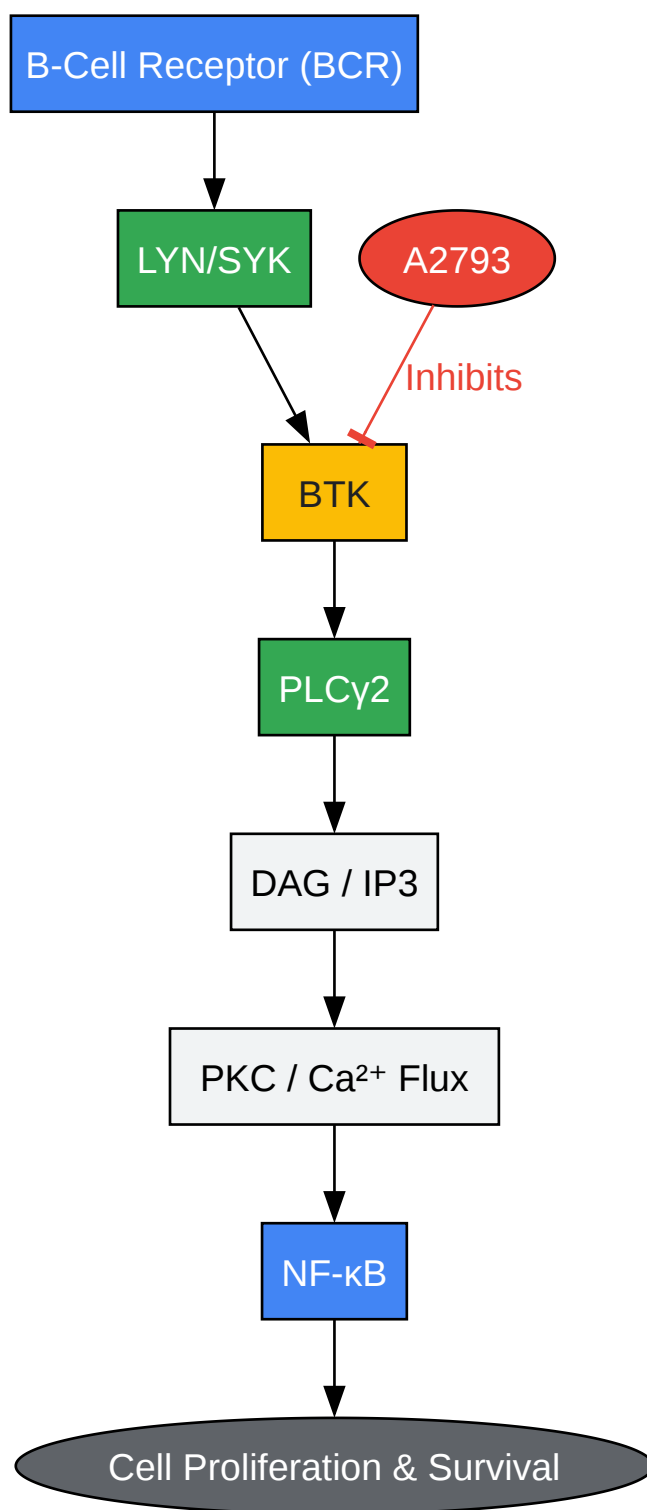 B-Cell Receptor (BCR)
LYN/SYK
A2793
Inhibits
BTK
PLCγ2
DAG / IP3
PKC / Ca²⁺ Flux
NF-κB
Cell Proliferation & Survival